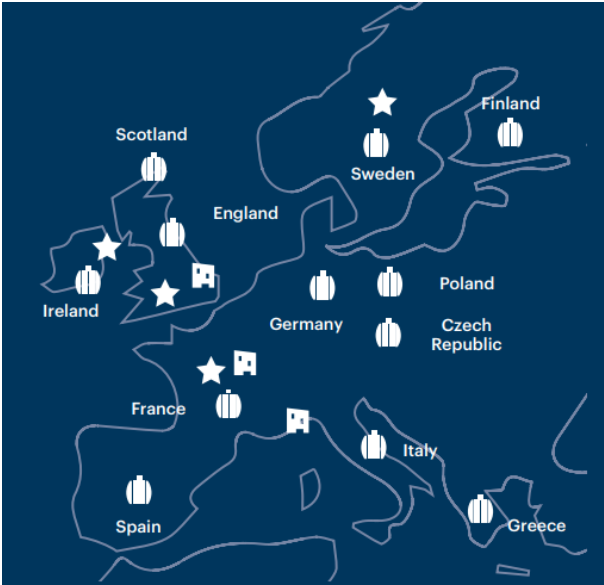 Finland
Scotland
Sweden
England
Ireland
Poland
Germany
Czech
Republic
France
Italy
Spain
Greece